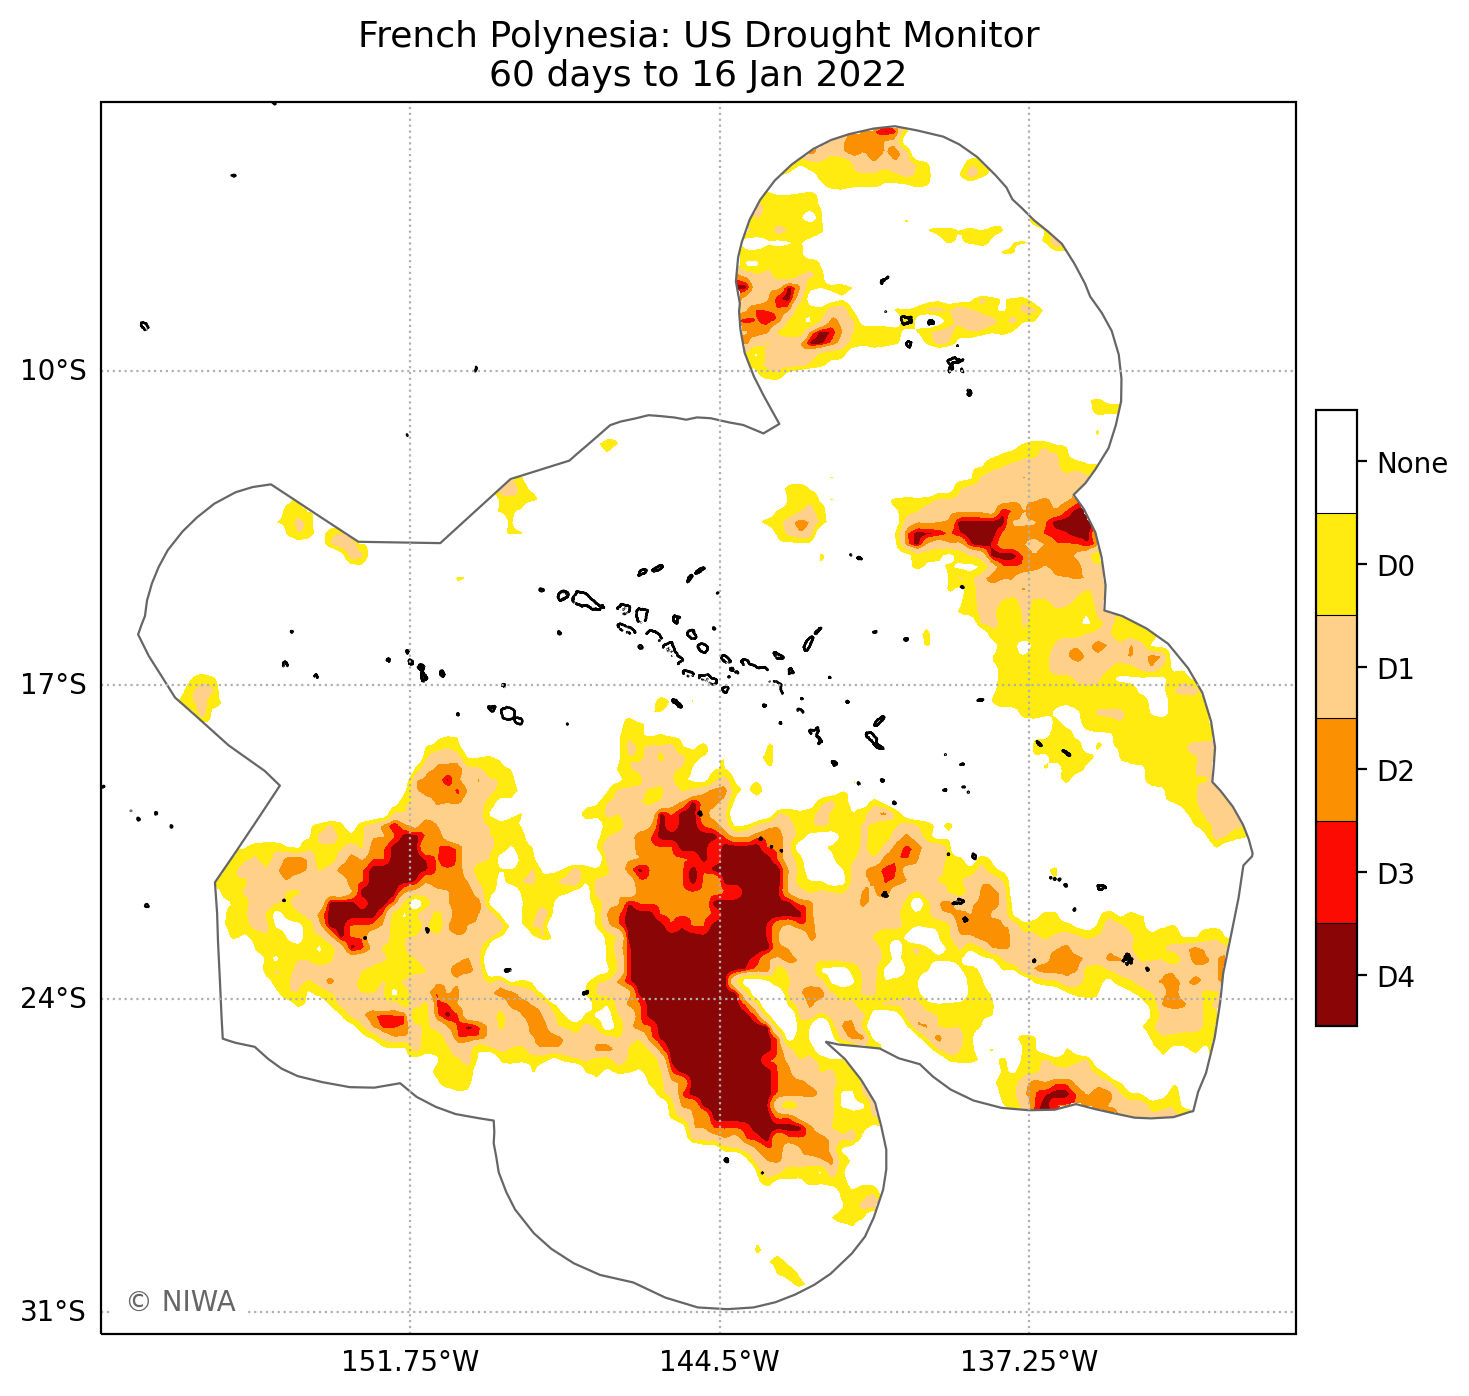 French Polynesia: US Drought Monitor
60 days to 16 Jan 2022
10°S
17°S
24°S
31°S
151.75°W
144.5°W
137.25°W
None
D0
D1
D2
D3
D4
© NIWA